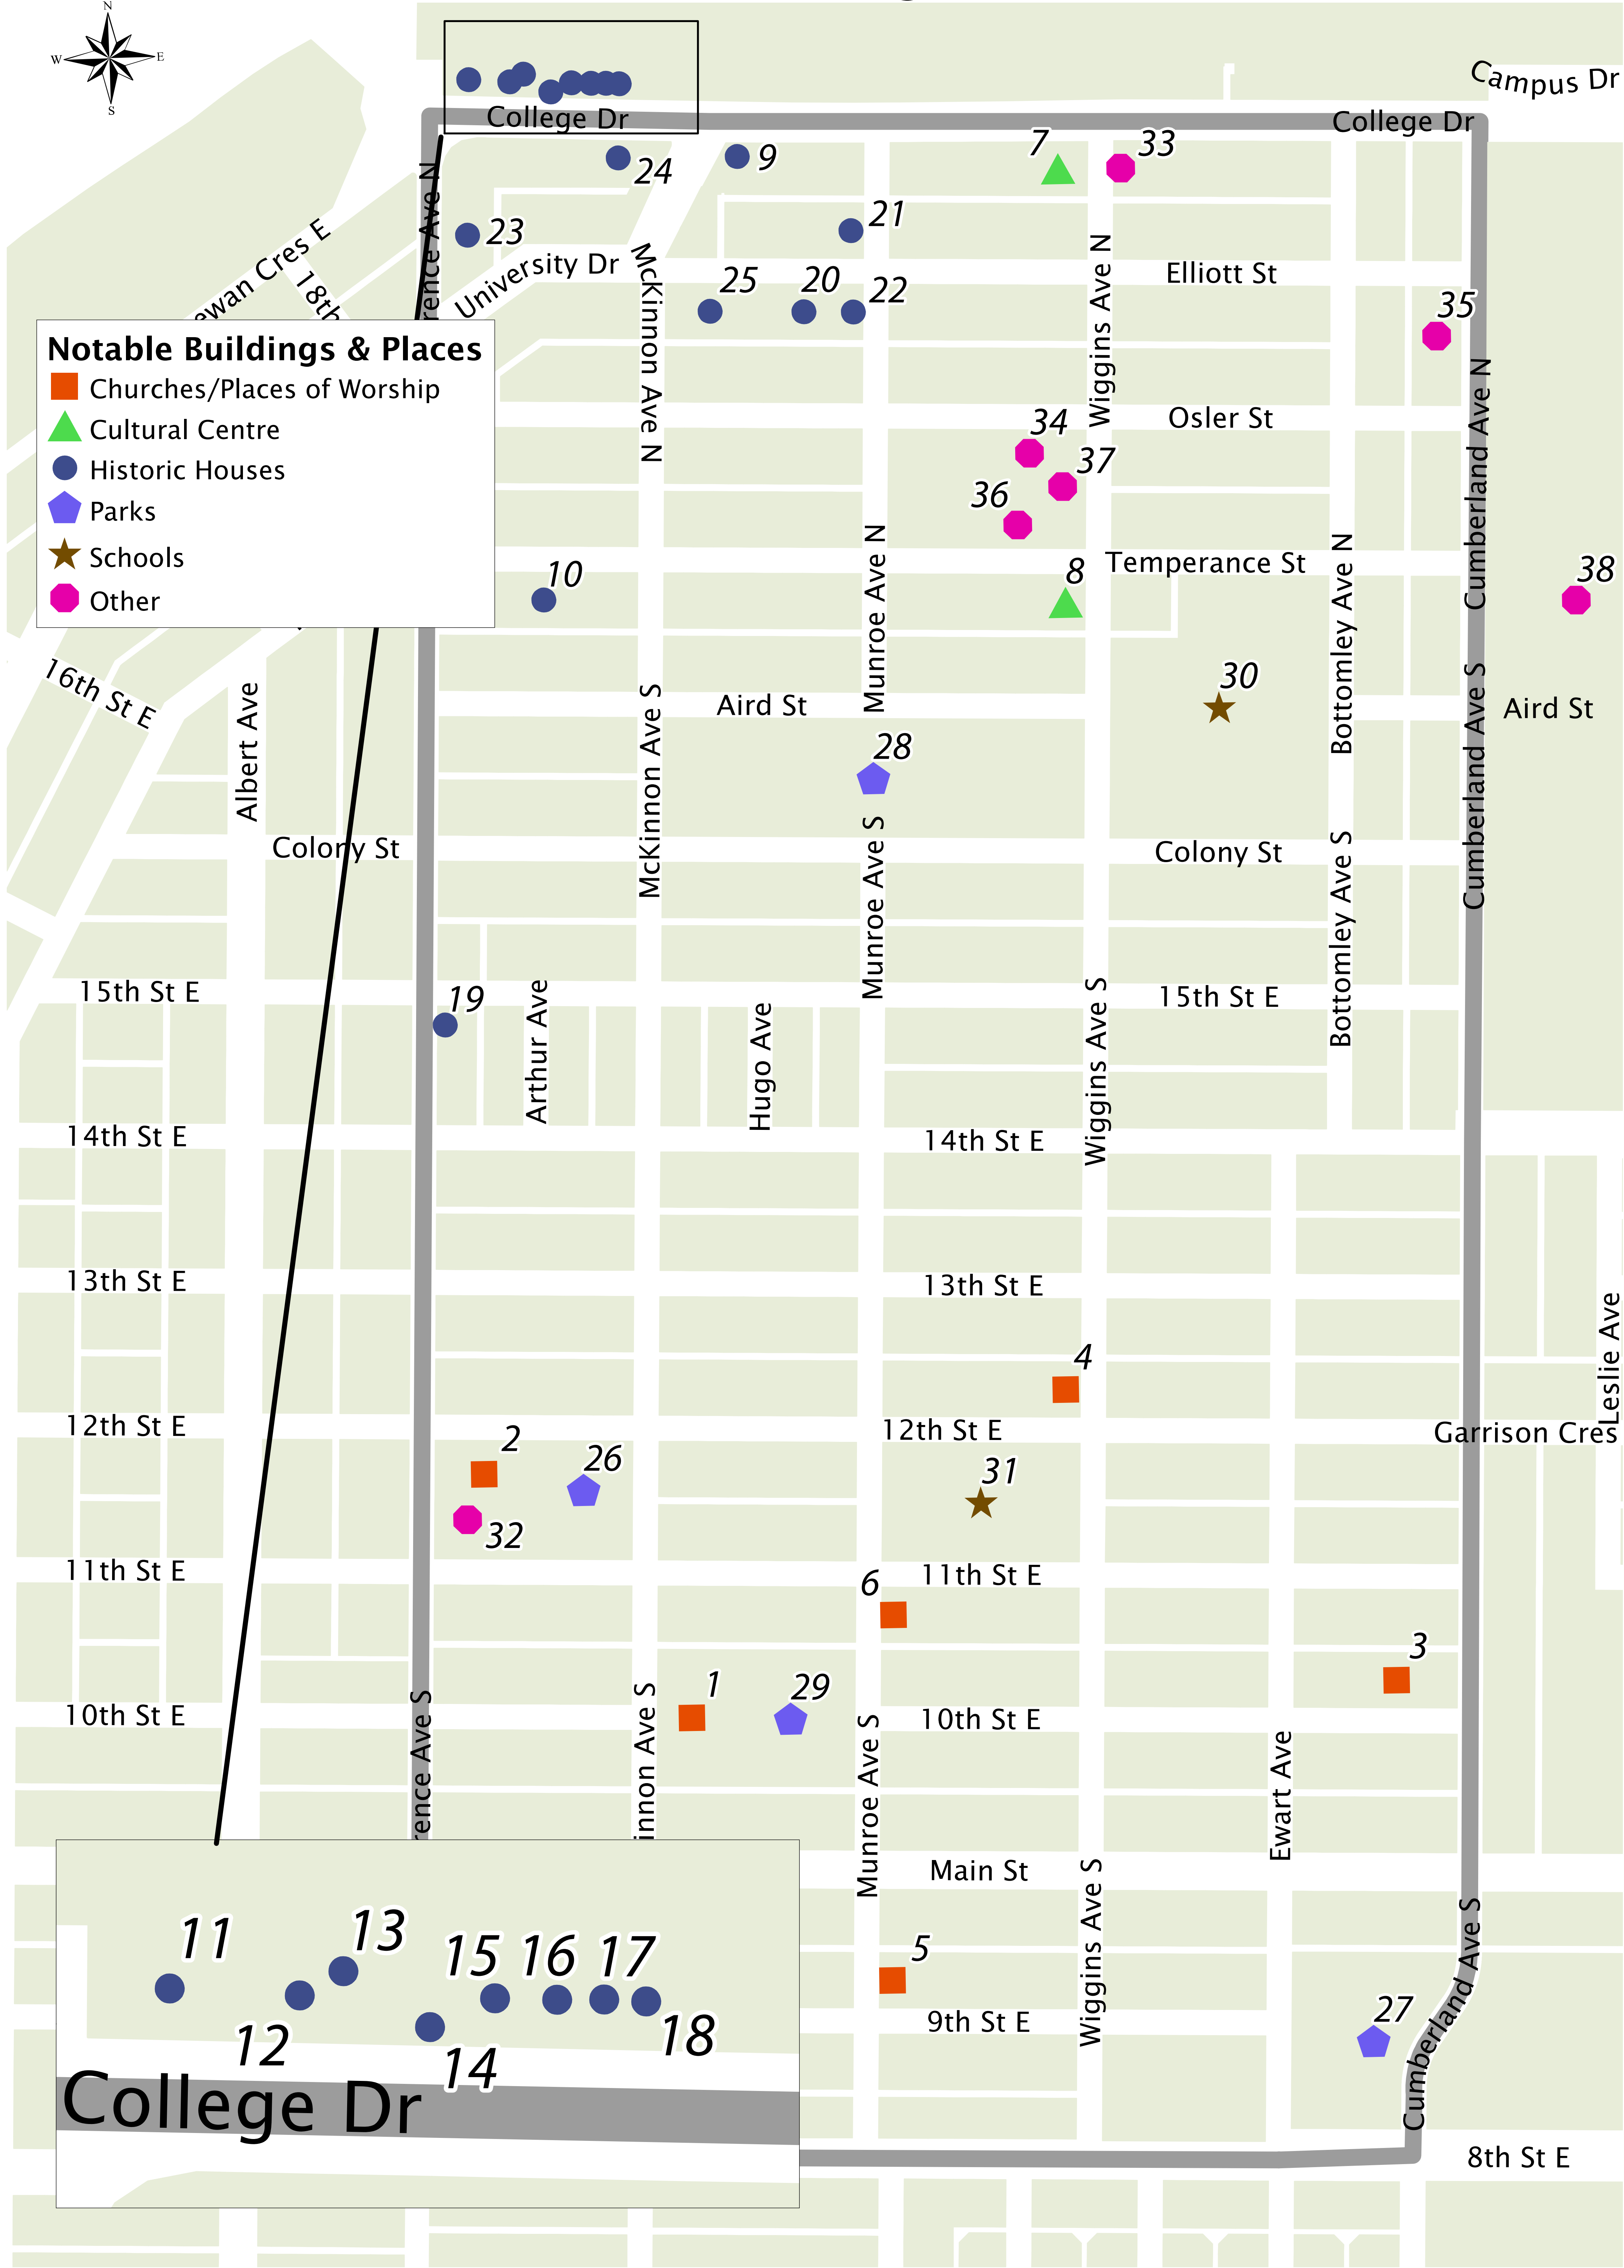 N
W E
S
Campus Dr
College Dr
College Dr
7
33
24
9
21
23
University Dr
Elliott St
25
20
22
35
18th
McKinnon Ave N
Wiggins Ave N
Notable Buildings & Places
Churches/Places of Worship
Cultural Centre
Historic Houses
Parks
Schools
Other
Osler St
34
37
36
Cumberland Ave N
Munroe Ave N
Temperance St
8
10
38
Bottomley Ave N
16th St E
30
Albert Ave
McKinnon Ave S
Aird St
Aird St
Cumberland Ave S
28
Colony St
Colony St
Munroe Ave S
Bottomley Ave S
15th St E
19
15th St E
Arthur Ave
Hugo Ave
Wiggins Ave S
14th St E
14th St E
13th St E
13th St E
Leslie Ave
4
12th St E
12th St E
Garrison Cres
2
26
31
32
11th St E
11th St E
6
3
1
29
10th St E
10th St E
Munroe Ave S
Ewart Ave
Main St
Wiggins Ave S
Cumberland Ave S
5
9th St E
27
11
13
15
16
17
12
14
18
College Dr
8th St E